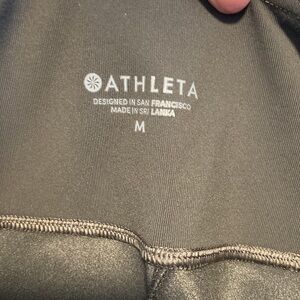 ATHLETA
DESIGNED IN SAN FRANCISCO
MADE IN SRI LANKA
M